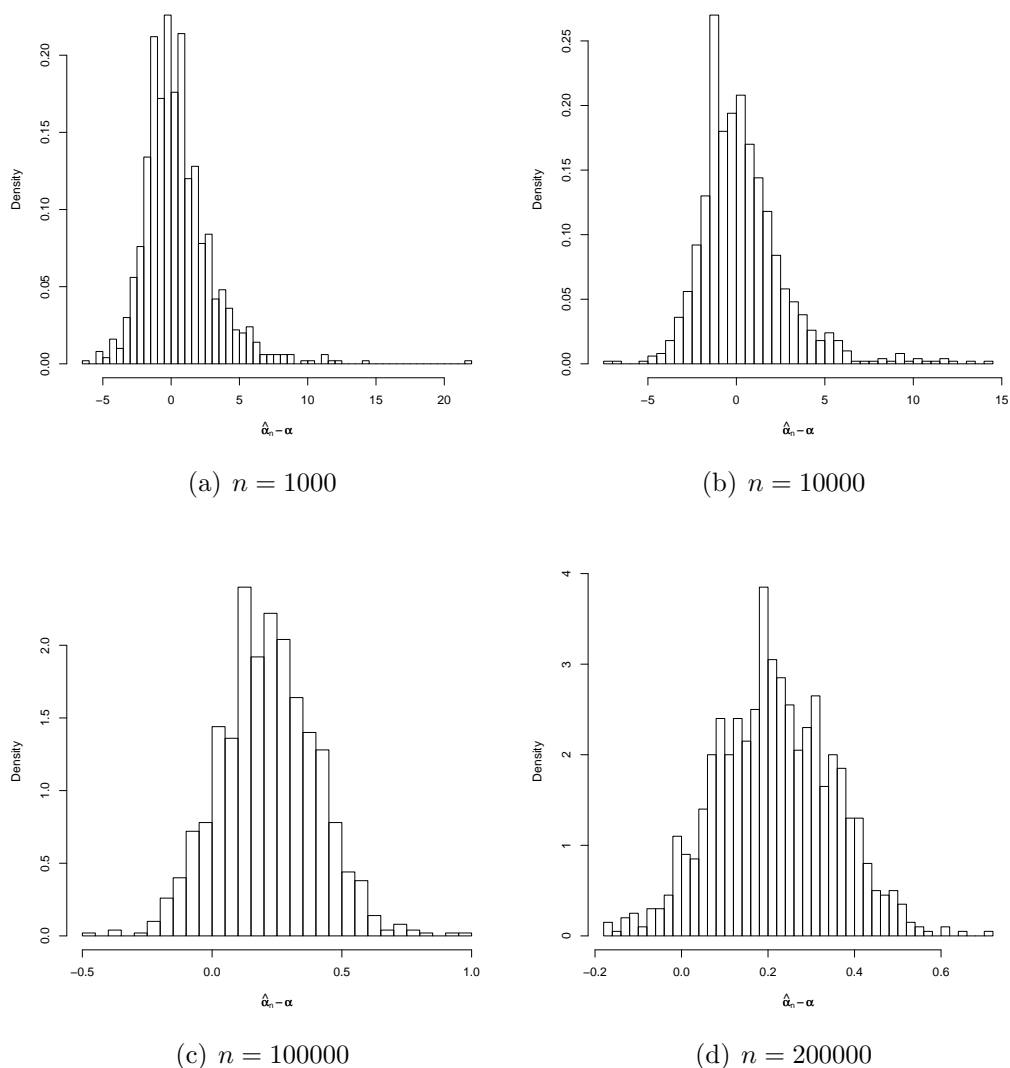 Density
0.00 0.05 0.10 0.15 0.20
−5 0 5 10 15 20
α̂ₙ − α
(a) n = 1000
Density
0.00 0.05 0.10 0.15 0.20 0.25
−5 0 5 10 15
α̂ₙ − α
(b) n = 10000
Density
0.0 0.5 1.0 1.5 2.0
−0.5 0.0 0.5 1.0
α̂ₙ − α
(c) n = 100000
Density
0 1 2 3 4
−0.2 0.0 0.2 0.4 0.6
α̂ₙ − α
(d) n = 200000